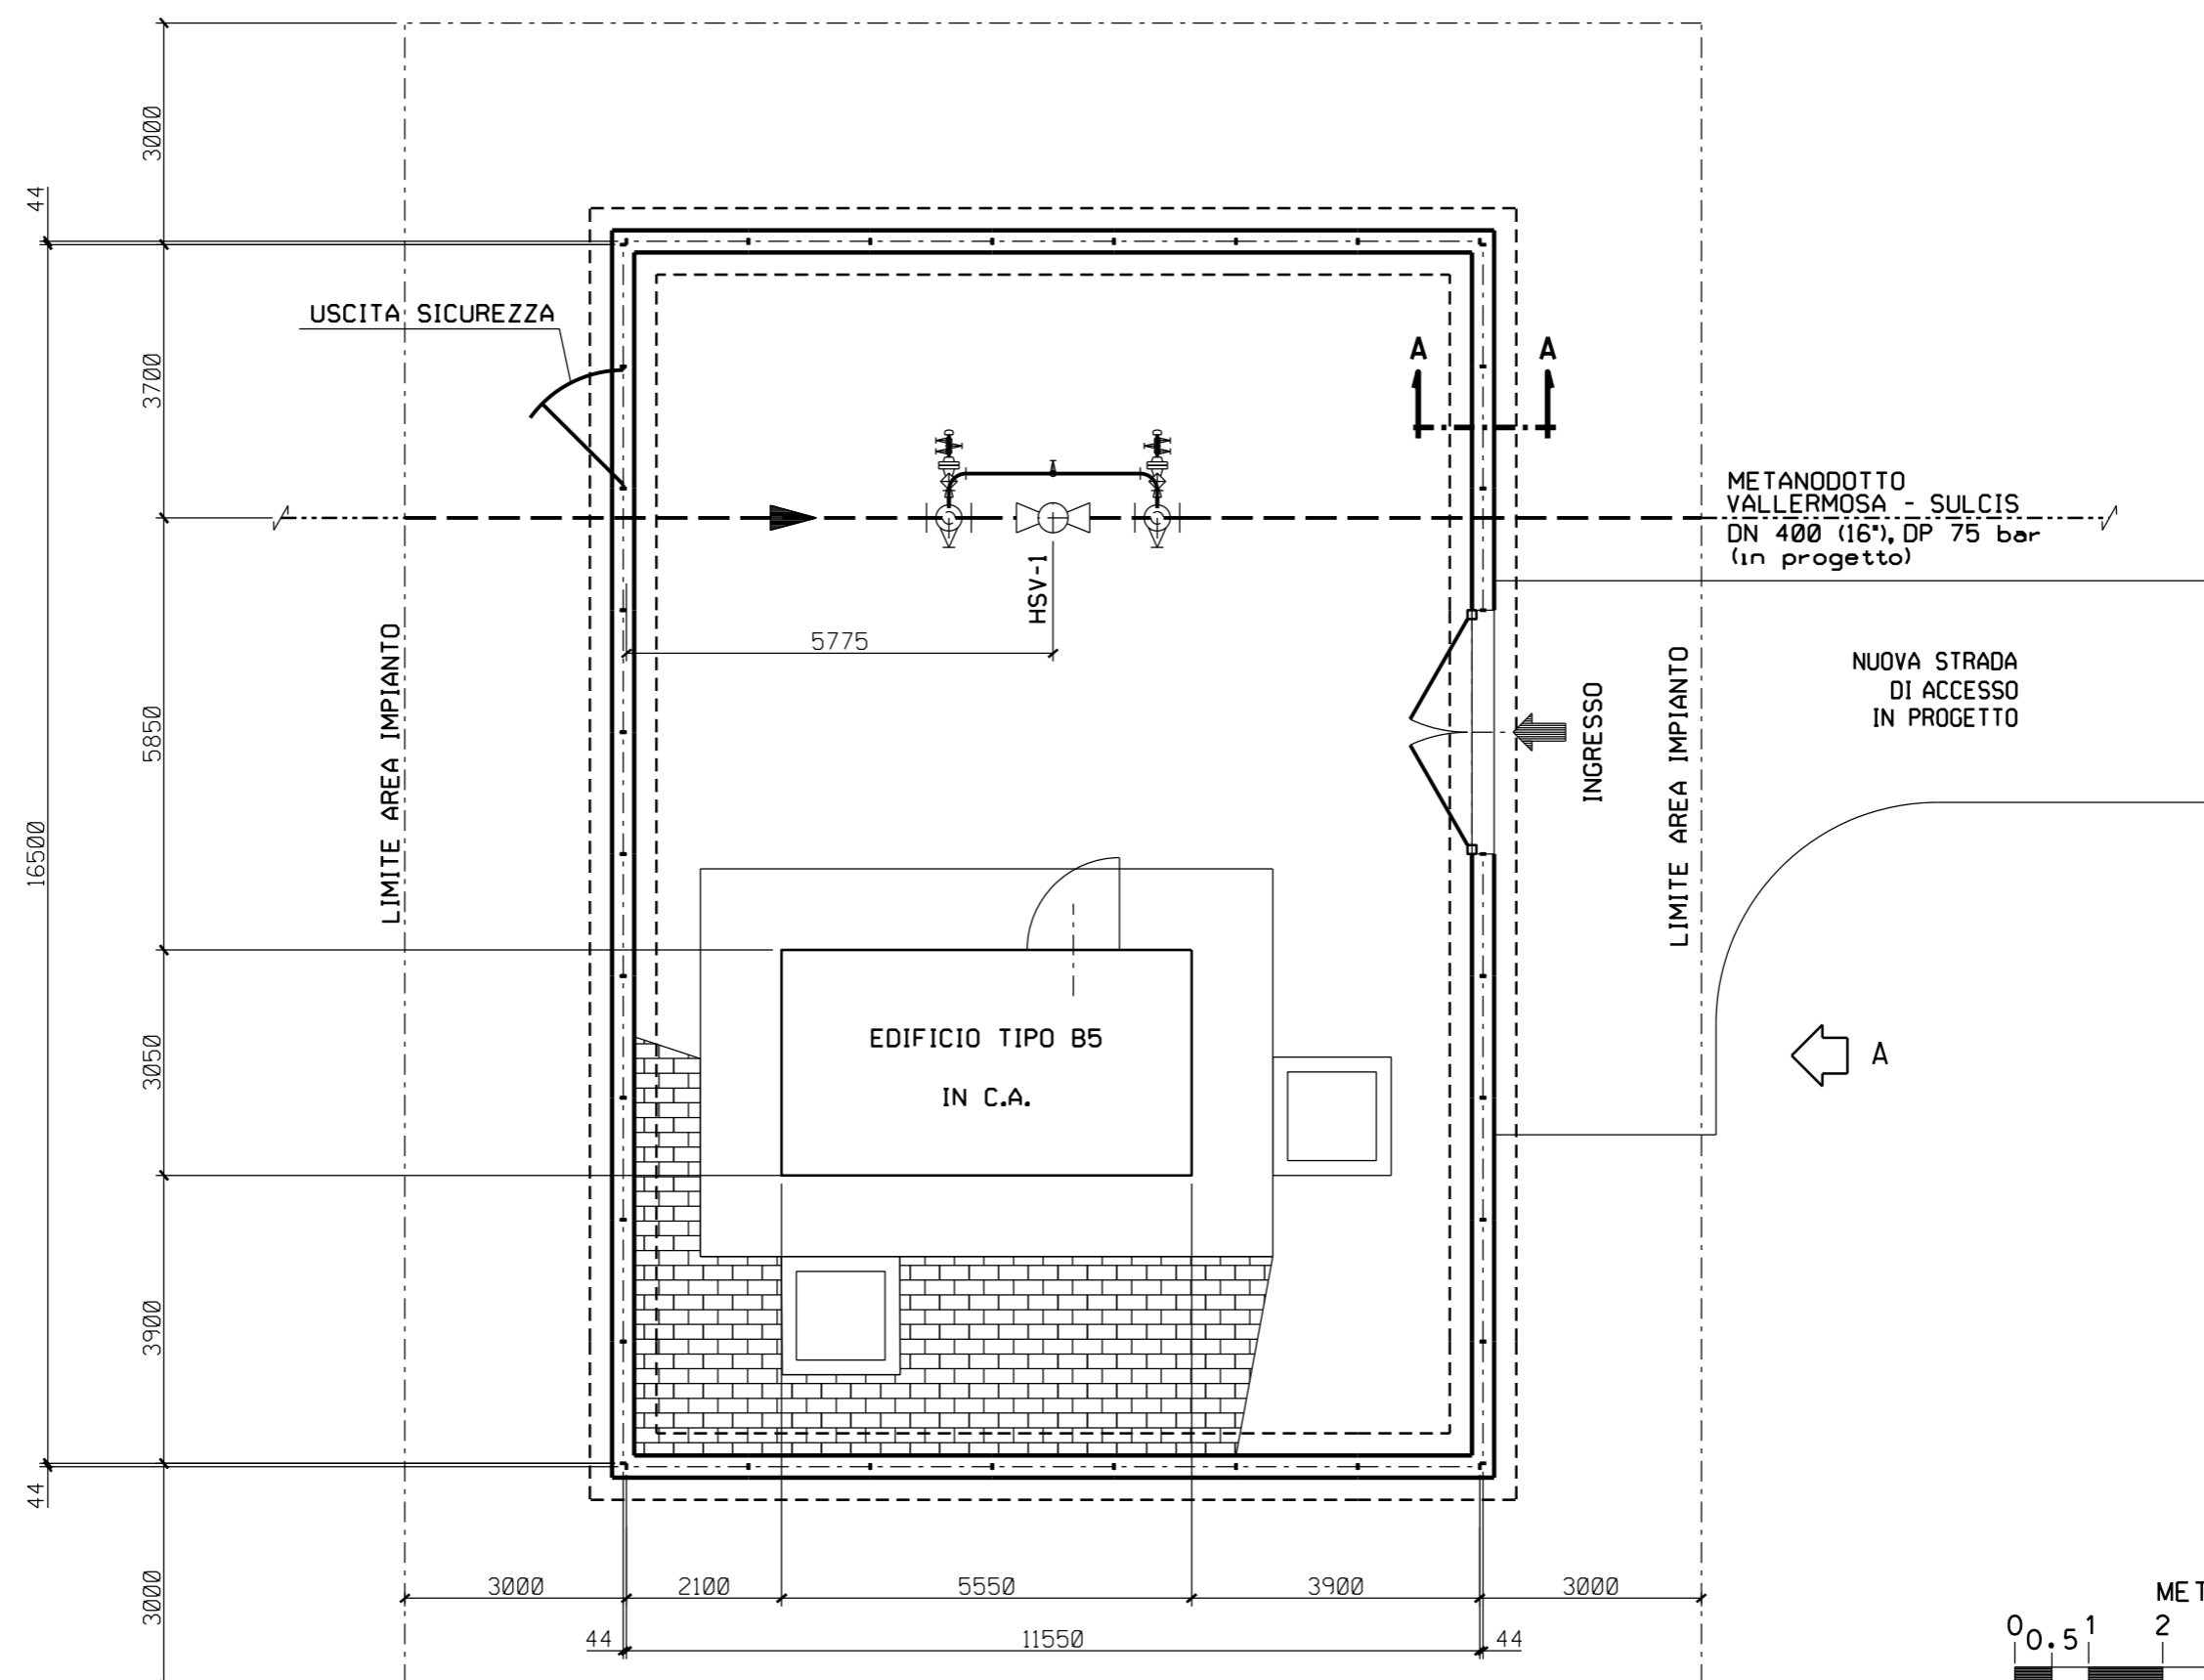 3000
44
USCITA SICUREZZA
A A
3700
METANODOTTO
VALLERMOSA - SULCIS
DN 400 (16"), DP 75 bar
(in progetto)
HSV-1
5775
LIMITE AREA IMPIANTO
INGRESSO
LIMITE AREA IMPIANTO
NUOVA STRADA
DI ACCESSO
IN PROGETTO
5850
16500
EDIFICIO TIPO B5
IN C.A.
3050
A
3900
44
3000
3000 2100 5550 3900 3000
44 11550 44
MET
0 0.5 1 2